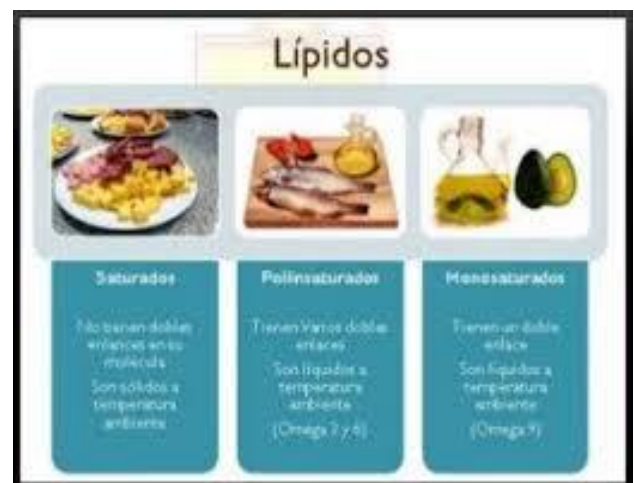 Lípidos
Saturados
No tienen dobles
enlances en su
molécula
Son sólidos a
temperatura
ambiente
Poliinsaturados
Tienen Varios dobles
enlaces
Son líquidos a
temperatura
ambiente
(Omega 3 y 6)
Monosaturados
Tienen un doble
enlace
Son líquidos a
temperatura
ambiente
(Omega 9)